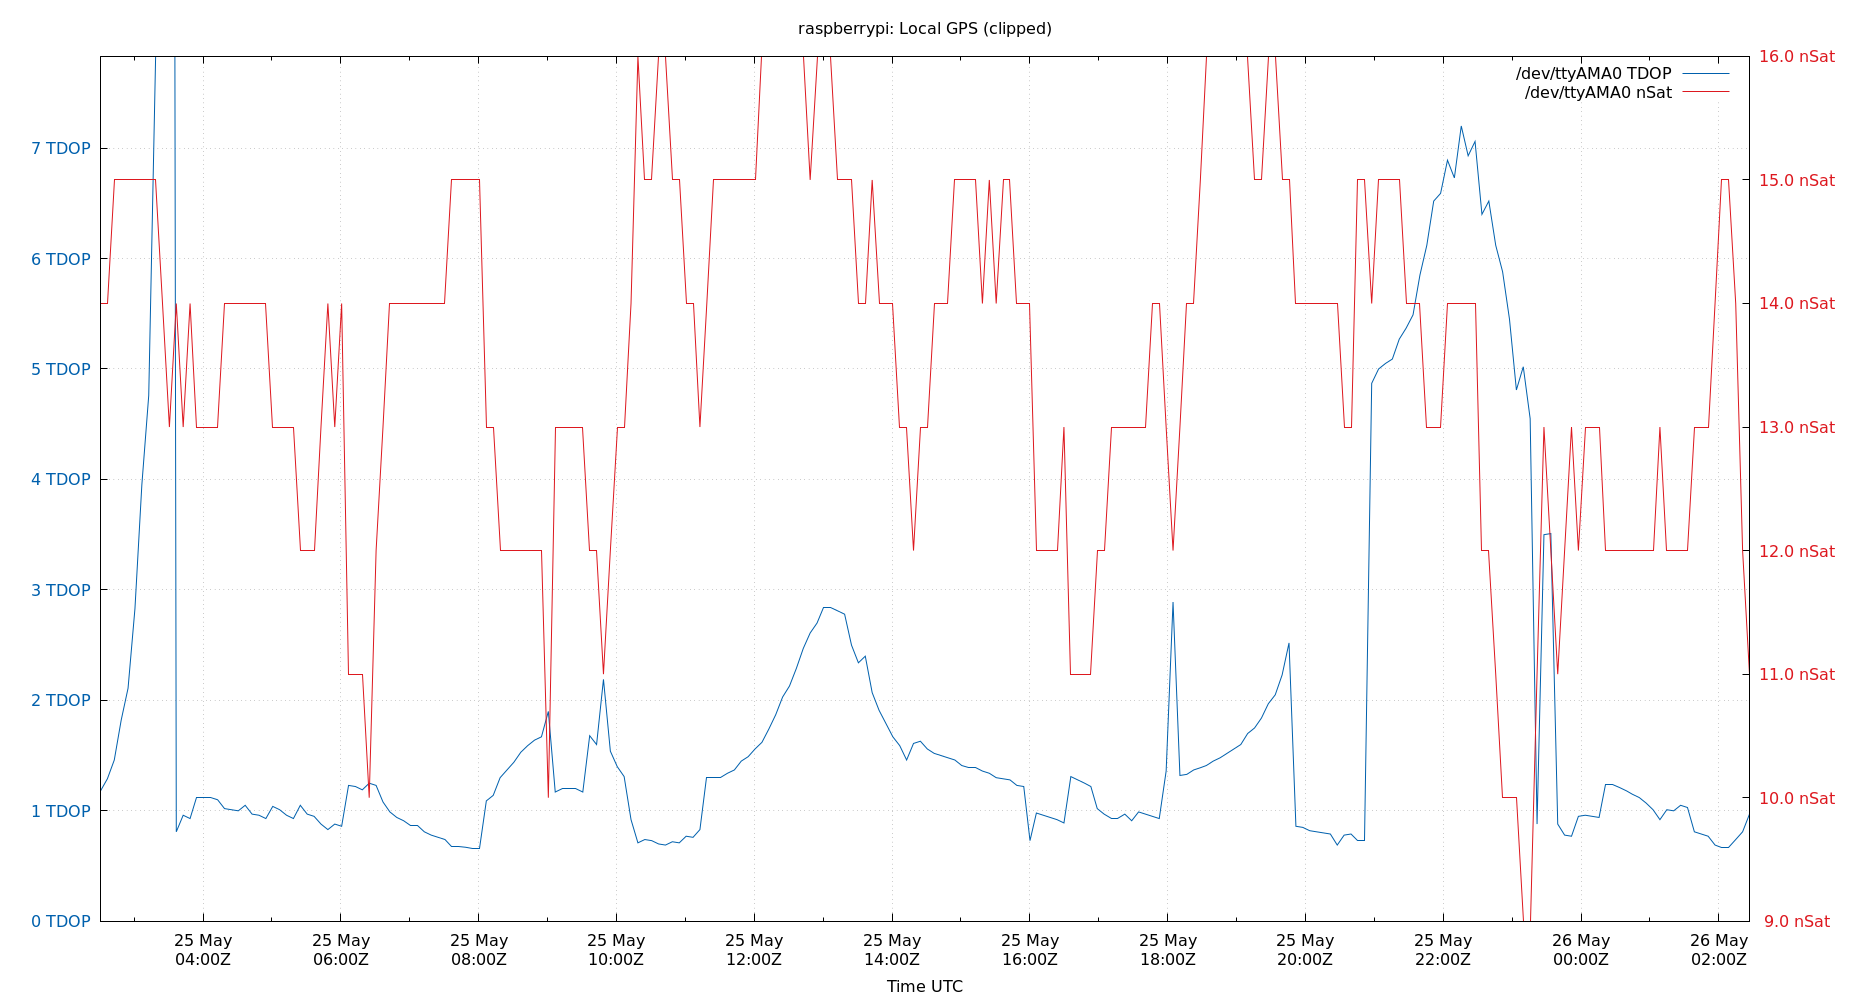 raspberrypi: Local GPS (clipped)
/dev/ttyAMA0 TDOP
/dev/ttyAMA0 nSat
7 TDOP
6 TDOP
5 TDOP
4 TDOP
3 TDOP
2 TDOP
1 TDOP
0 TDOP
16.0 nSat
15.0 nSat
14.0 nSat
13.0 nSat
12.0 nSat
11.0 nSat
10.0 nSat
9.0 nSat
25 May 04:00Z
25 May 06:00Z
25 May 08:00Z
25 May 10:00Z
25 May 12:00Z
25 May 14:00Z
25 May 16:00Z
25 May 18:00Z
25 May 20:00Z
25 May 22:00Z
26 May 00:00Z
26 May 02:00Z
Time UTC